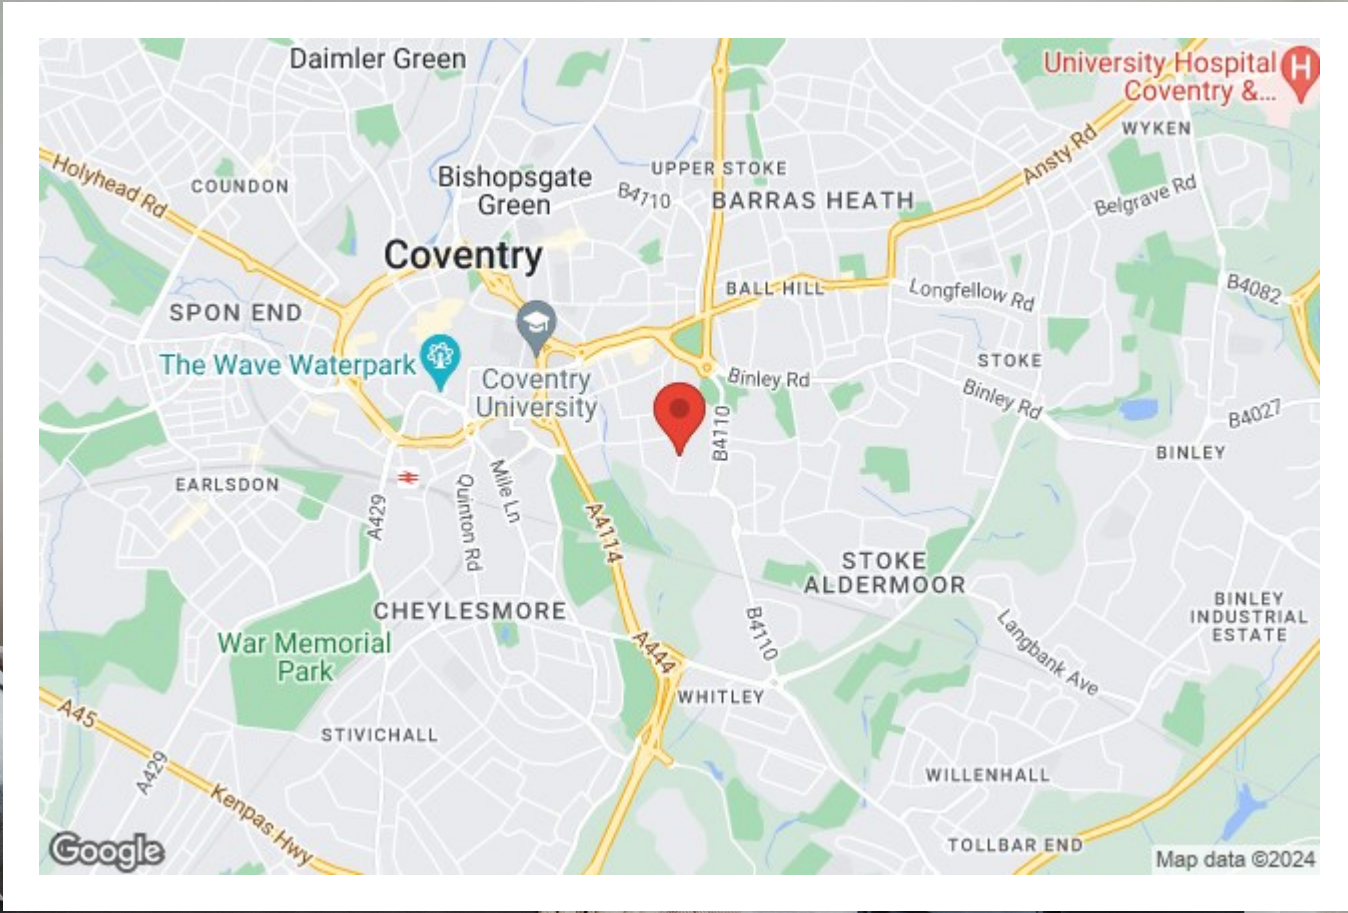 Daimler Green
University Hospital
Coventry &...
H
WYKEN
Ansty Rd
Holyhead Rd
COUNDON
Bishopsgate
Green
UPPER STOKE
B4110
BARRAS HEATH
Belgrave Rd
Coventry
BALL HILL
Longfellow Rd
B4082
SPON END
The Wave Waterpark
Coventry
University
Binley Rd
STOKE
Binley Rd
B4110
B4027
BINLEY
EARLSDON
A429
Quinton Rd
Mile Ln
A4114
STOKE
ALDERMOOR
CHEYLESMORE
B4110
BINLEY
INDUSTRIAL
ESTATE
War Memorial
Park
A444
Langbank Ave
WHITLEY
A45
STIVICHALL
A429
WILLENHALL
Kenpas Hwy
TOLLBAR END
Google
Map data ©2024